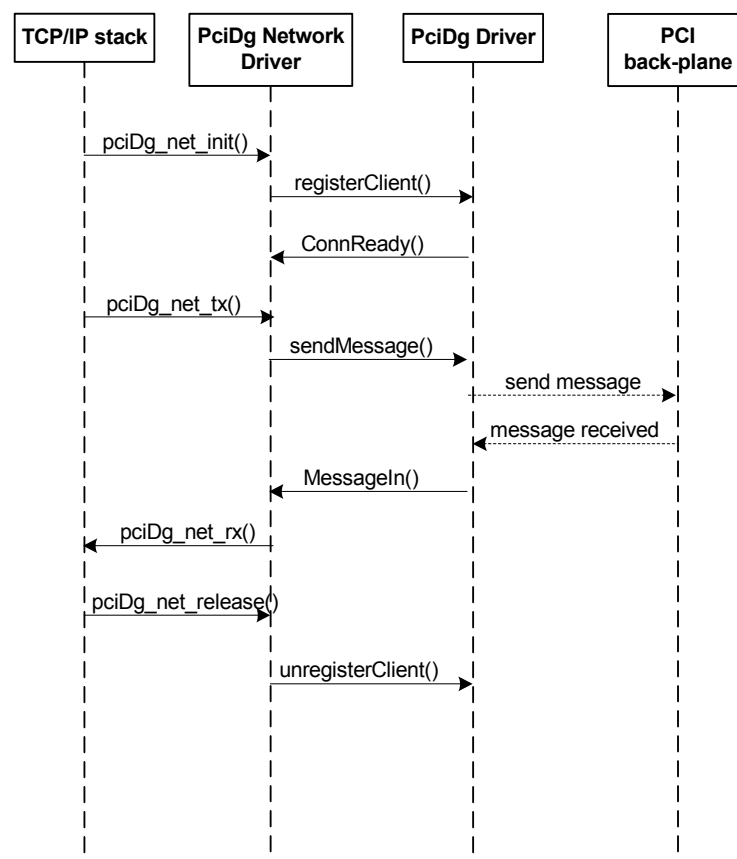 TCP/IP stack
PciDg Network
Driver
PciDg Driver
PCI
back-plane
pciDg_net_init()
registerClient()
ConnReady()
pciDg_net_tx()
sendMessage()
send message
message received
MessageIn()
pciDg_net_rx()
pciDg_net_release()
unregisterClient()